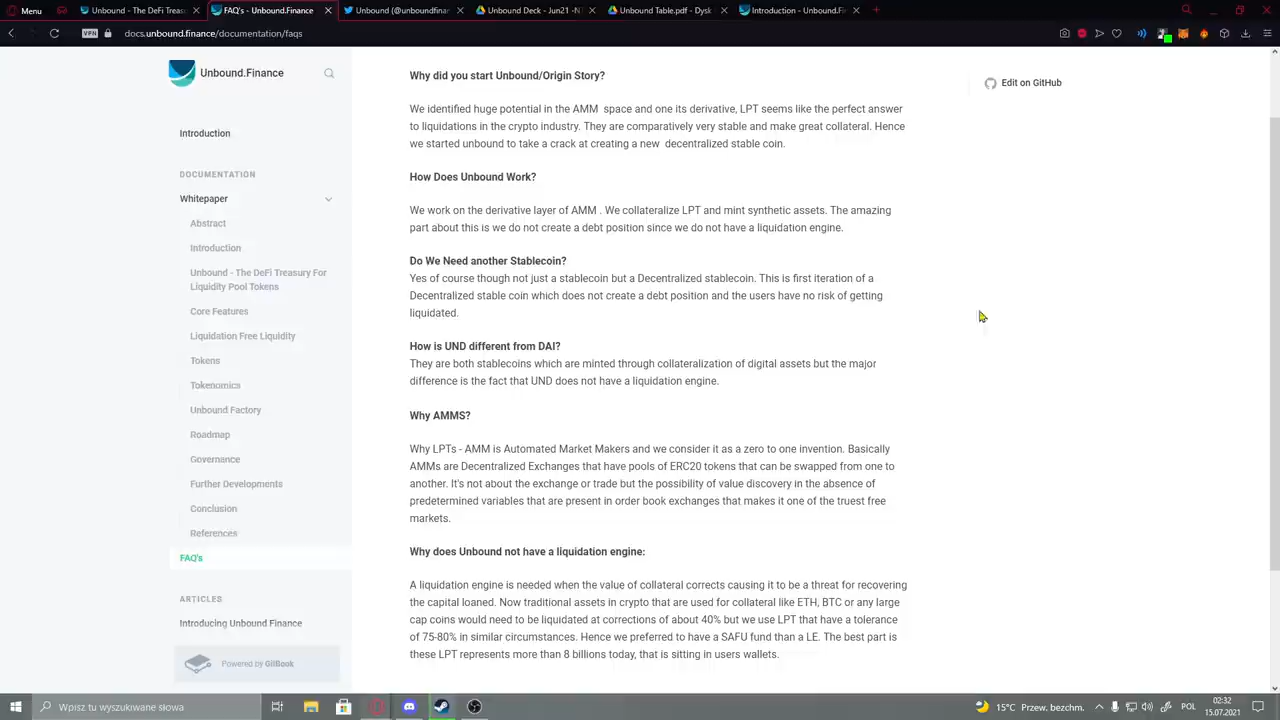 Menu
Unbound - The DeFi Treas
FAQ's - Unbound.Finance
Unbound (@unboundfinan
Decn Deck - Jun21 -N
Unbound Table.pdf - Dysk
Introduction - Unbound.Fi
VPN
docs.unbound.finance/documentation/faqs
Unbound.Finance
Introduction
DOCUMENTATION
Whitepaper
Abstract
Introduction
Unbound - The DeFi Treasury For
Liquidity Pool Tokens
Core Features
Liquidation Free Liquidity
Tokens
Tokenomics
Unbound Factory
Roadmap
Governance
Further Developments
Conclusion
References
FAQ's
ARTICLES
Introducing Unbound Finance
Powered by GitBook
Why did you start Unbound/Origin Story?
We identified huge potential in the AMM  space and one its derivative, LPT seems like the perfect answer
to liquidations in the crypto industry. They are comparatively very stable and make great collateral. Hence
we started unbound to take a crack at creating a new  decentralized stable coin.
How Does Unbound Work?
We work on the derivative layer of AMM . We collateralize LPT and mint synthetic assets. The amazing
part about this is we do not create a debt position since we do not have a liquidation engine.
Do We Need another Stablecoin?
Yes of course though not just a stablecoin but a Decentralized stablecoin. This is first iteration of a
Decentralized stable coin which does not create a debt position and the users have no risk of getting
liquidated.
How is UND different from DAI?
They are both stablecoins which are minted through collateralization of digital assets but the major
difference is the fact that UND does not have a liquidation engine.
Why AMMS?
Why LPTs - AMM is Automated Market Makers and we consider it as a zero to one invention. Basically
AMMs are Decentralized Exchanges that have pools of ERC20 tokens that can be swapped from one to
another. It's not about the exchange or trade but the possibility of value discovery in the absence of
predetermined variables that are present in order book exchanges that makes it one of the truest free
markets.
Why does Unbound not have a liquidation engine:
A liquidation engine is needed when the value of collateral corrects causing it to be a threat for recovering
the capital loaned. Now traditional assets in crypto that are used for collateral like ETH, BTC or any large
cap coins would need to be liquidated at corrections of about 40% but we use LPT that have a tolerance
of 75-80% in similar circumstances. Hence we preferred to have a SAFU fund than a LE. The best part is
these LPT represents more than 8 billions today, that is sitting in users wallets.
Edit on GitHub
Wpisz tu wyszukiwane słowa
15°C
Przew. bezchm.
POL
02:32
15.07.2021